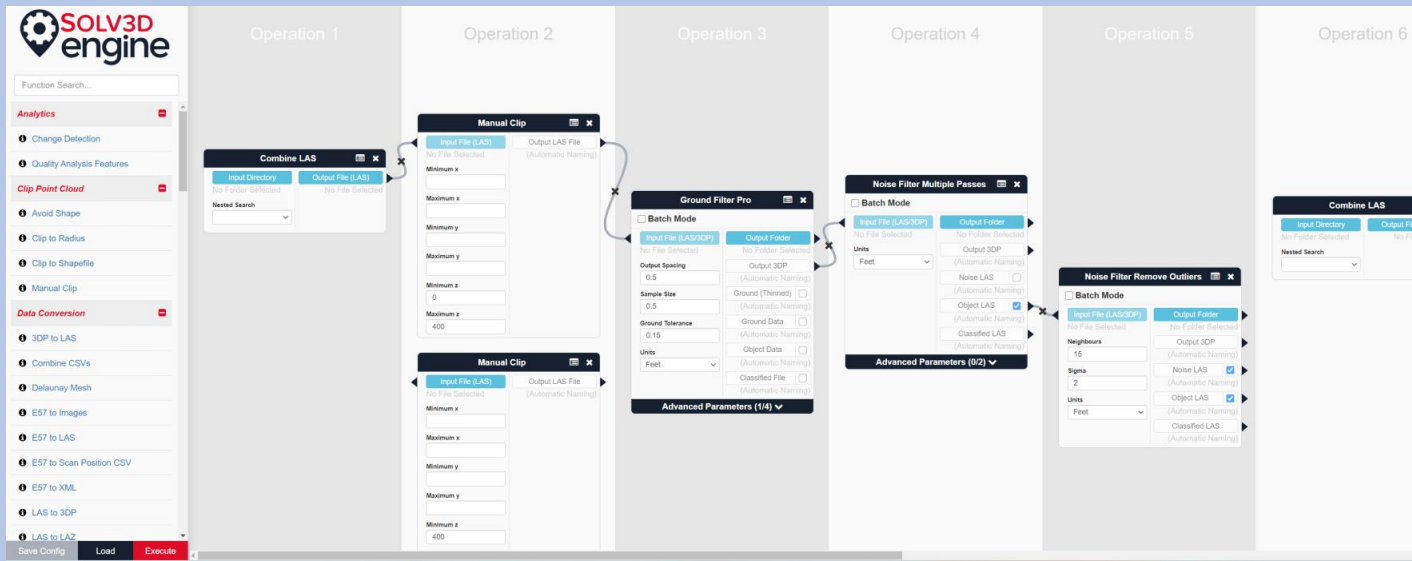 SOLV3D
engine
Function Search...
Analytics
Change Detection
Quality Analysis Features
Clip Point Cloud
Avoid Shape
Clip to Radius
Clip to Shapefile
Manual Clip
Data Conversion
3DP to LAS
Combine CSVs
Delaunay Mesh
E57 to Images
E57 to LAS
E57 to Scan Position CSV
E57 to XML
LAS to 3DP
LAS to LAZ
Save Config Load Execute
Operation 1
Combine LAS
Input Directory Output File (LAS)
No Folder Selected No File Selected
Nested Search
Operation 2
Manual Clip
Input File (LAS) Output LAS File
No File Selected (Automatic Naming)
Minimum x
Maximum x
Minimum y
Maximum y
Minimum z
0
Maximum z
400
Manual Clip
Input File (LAS) Output LAS File
No File Selected (Automatic Naming)
Minimum x
Maximum x
Minimum y
Maximum y
Minimum z
400
Operation 3
Ground Filter Pro
Batch Mode
Input File (LAS/3DP) Output Folder
No File Selected No Folder Selected
Output Spacing Output 3DP
0.5 (Automatic Naming)
Sample Size Ground (Thinned)
0.5 (Automatic Naming)
Ground Tolerance Ground Data
0.15 (Automatic Naming)
Units Object Data
Feet (Automatic Naming)
Classified File
(Automatic Naming)
Advanced Parameters (1/4)
Operation 4
Noise Filter Multiple Passes
Batch Mode
Input File (LAS/3DP) Output Folder
No File Selected No Folder Selected
Units Output 3DP
Feet (Automatic Naming)
Noise LAS
(Automatic Naming)
Object LAS
(Automatic Naming)
Classified LAS
(Automatic Naming)
Advanced Parameters (0/2)
Operation 5
Noise Filter Remove Outliers
Batch Mode
Input File (LAS/3DP) Output Folder
No File Selected No Folder Selected
Neighbours Output 3DP
15 (Automatic Naming)
Sigma Noise LAS
2 (Automatic Naming)
Units Object LAS
Feet (Automatic Naming)
Classified LAS
(Automatic Naming)
Operation 6
Combine LAS
Input Directory Output
No Folder Selected No
Nested Search